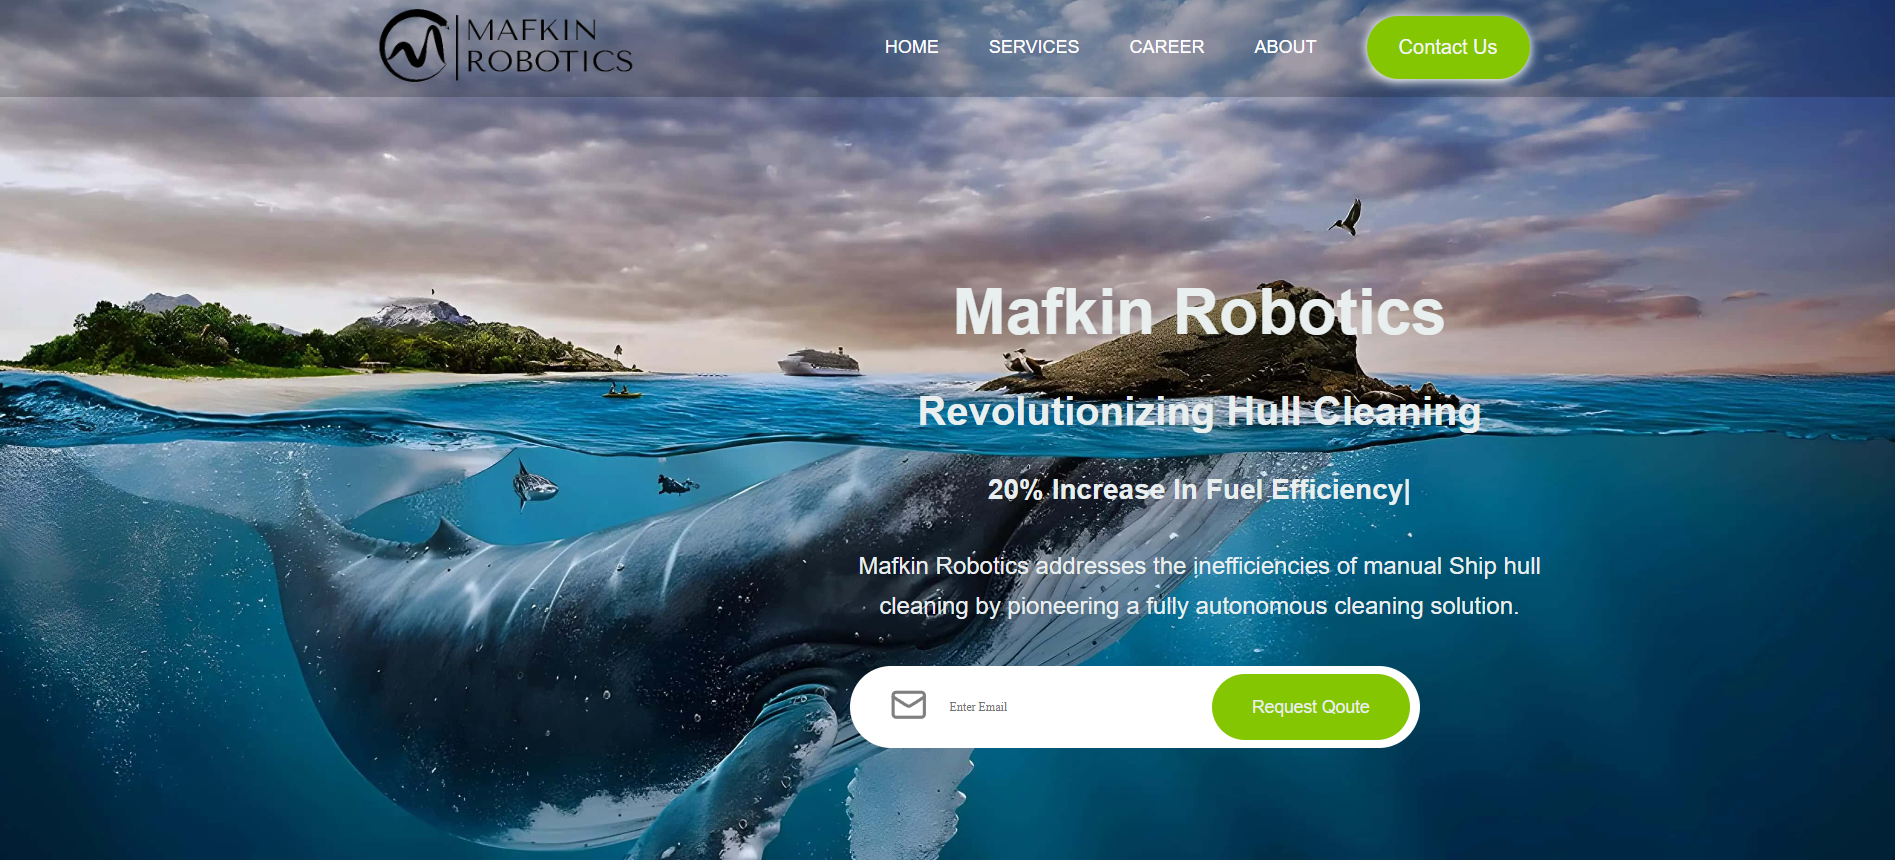 MAFKIN
ROBOTICS
HOME SERVICES CAREER ABOUT Contact Us
Mafkin Robotics
Revolutionizing Hull Cleaning
20% Increase In Fuel Efficiency|
Mafkin Robotics addresses the inefficiencies of manual Ship hull
cleaning by pioneering a fully autonomous cleaning solution.
Enter Email Request Qoute